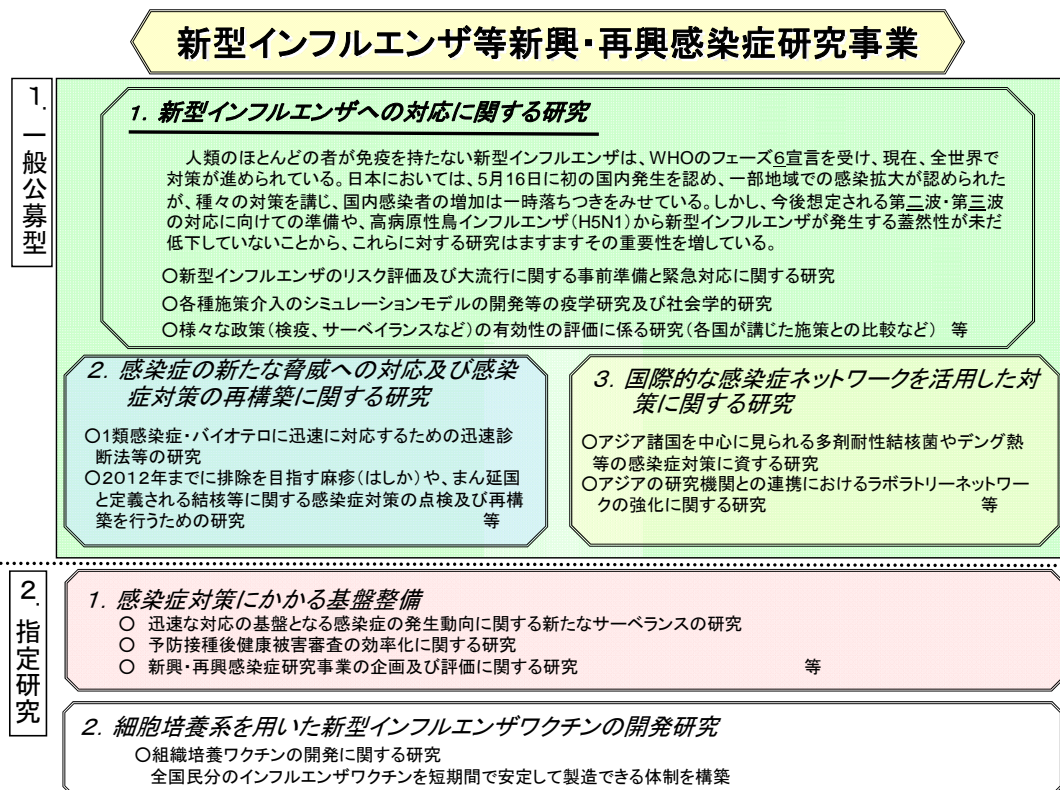 新型インフルエンザ等新興・再興感染症研究事業
1.一般公募型
1．新型インフルエンザへの対応に関する研究
人類のほとんどの者が免疫を持たない新型インフルエンザは、WHOのフェーズ6宣言を受け、現在、全世界で
対策が進められている。日本においては、5月16日に初の国内発生を認め、一部地域での感染拡大が認められた
が、種々の対策を講じ、国内感染者の増加は一時落ちつきをみせている。しかし、今後想定される第二波・第三波
の対応に向けての準備や、高病原性鳥インフルエンザ（H5N1）から新型インフルエンザが発生する蓋然性が未だ
低下していないことから、これらに対する研究はますますその重要性を増している。
○新型インフルエンザのリスク評価及び大流行に関する事前準備と緊急対応に関する研究
○各種施策介入のシミュレーションモデルの開発等の疫学研究及び社会学的研究
○様々な政策（検疫、サーベイランスなど）の有効性の評価に係る研究（各国が講じた施策との比較など） 等
2．感染症の新たな脅威への対応及び感染
症対策の再構築に関する研究
○1類感染症・バイオテロに迅速に対応するための迅速診
断法等の研究
○2012年までに排除を目指す麻疹（はしか）や、まん延国
と定義される結核等に関する感染症対策の点検及び再構
築を行うための研究 等
3．国際的な感染症ネットワークを活用した対
策に関する研究
○アジア諸国を中心に見られる多剤耐性結核菌やデング熱
等の感染症対策に資する研究
○アジアの研究機関との連携におけるラボラトリーネットワー
クの強化に関する研究 等
2.指定研究
1．感染症対策にかかる基盤整備
○ 迅速な対応の基盤となる感染症の発生動向に関する新たなサーベランスの研究
○ 予防接種後健康被害審査の効率化に関する研究
○ 新興・再興感染症研究事業の企画及び評価に関する研究 等
2．細胞培養系を用いた新型インフルエンザワクチンの開発研究
○組織培養ワクチンの開発に関する研究
全国民分のインフルエンザワクチンを短期間で安定して製造できる体制を構築